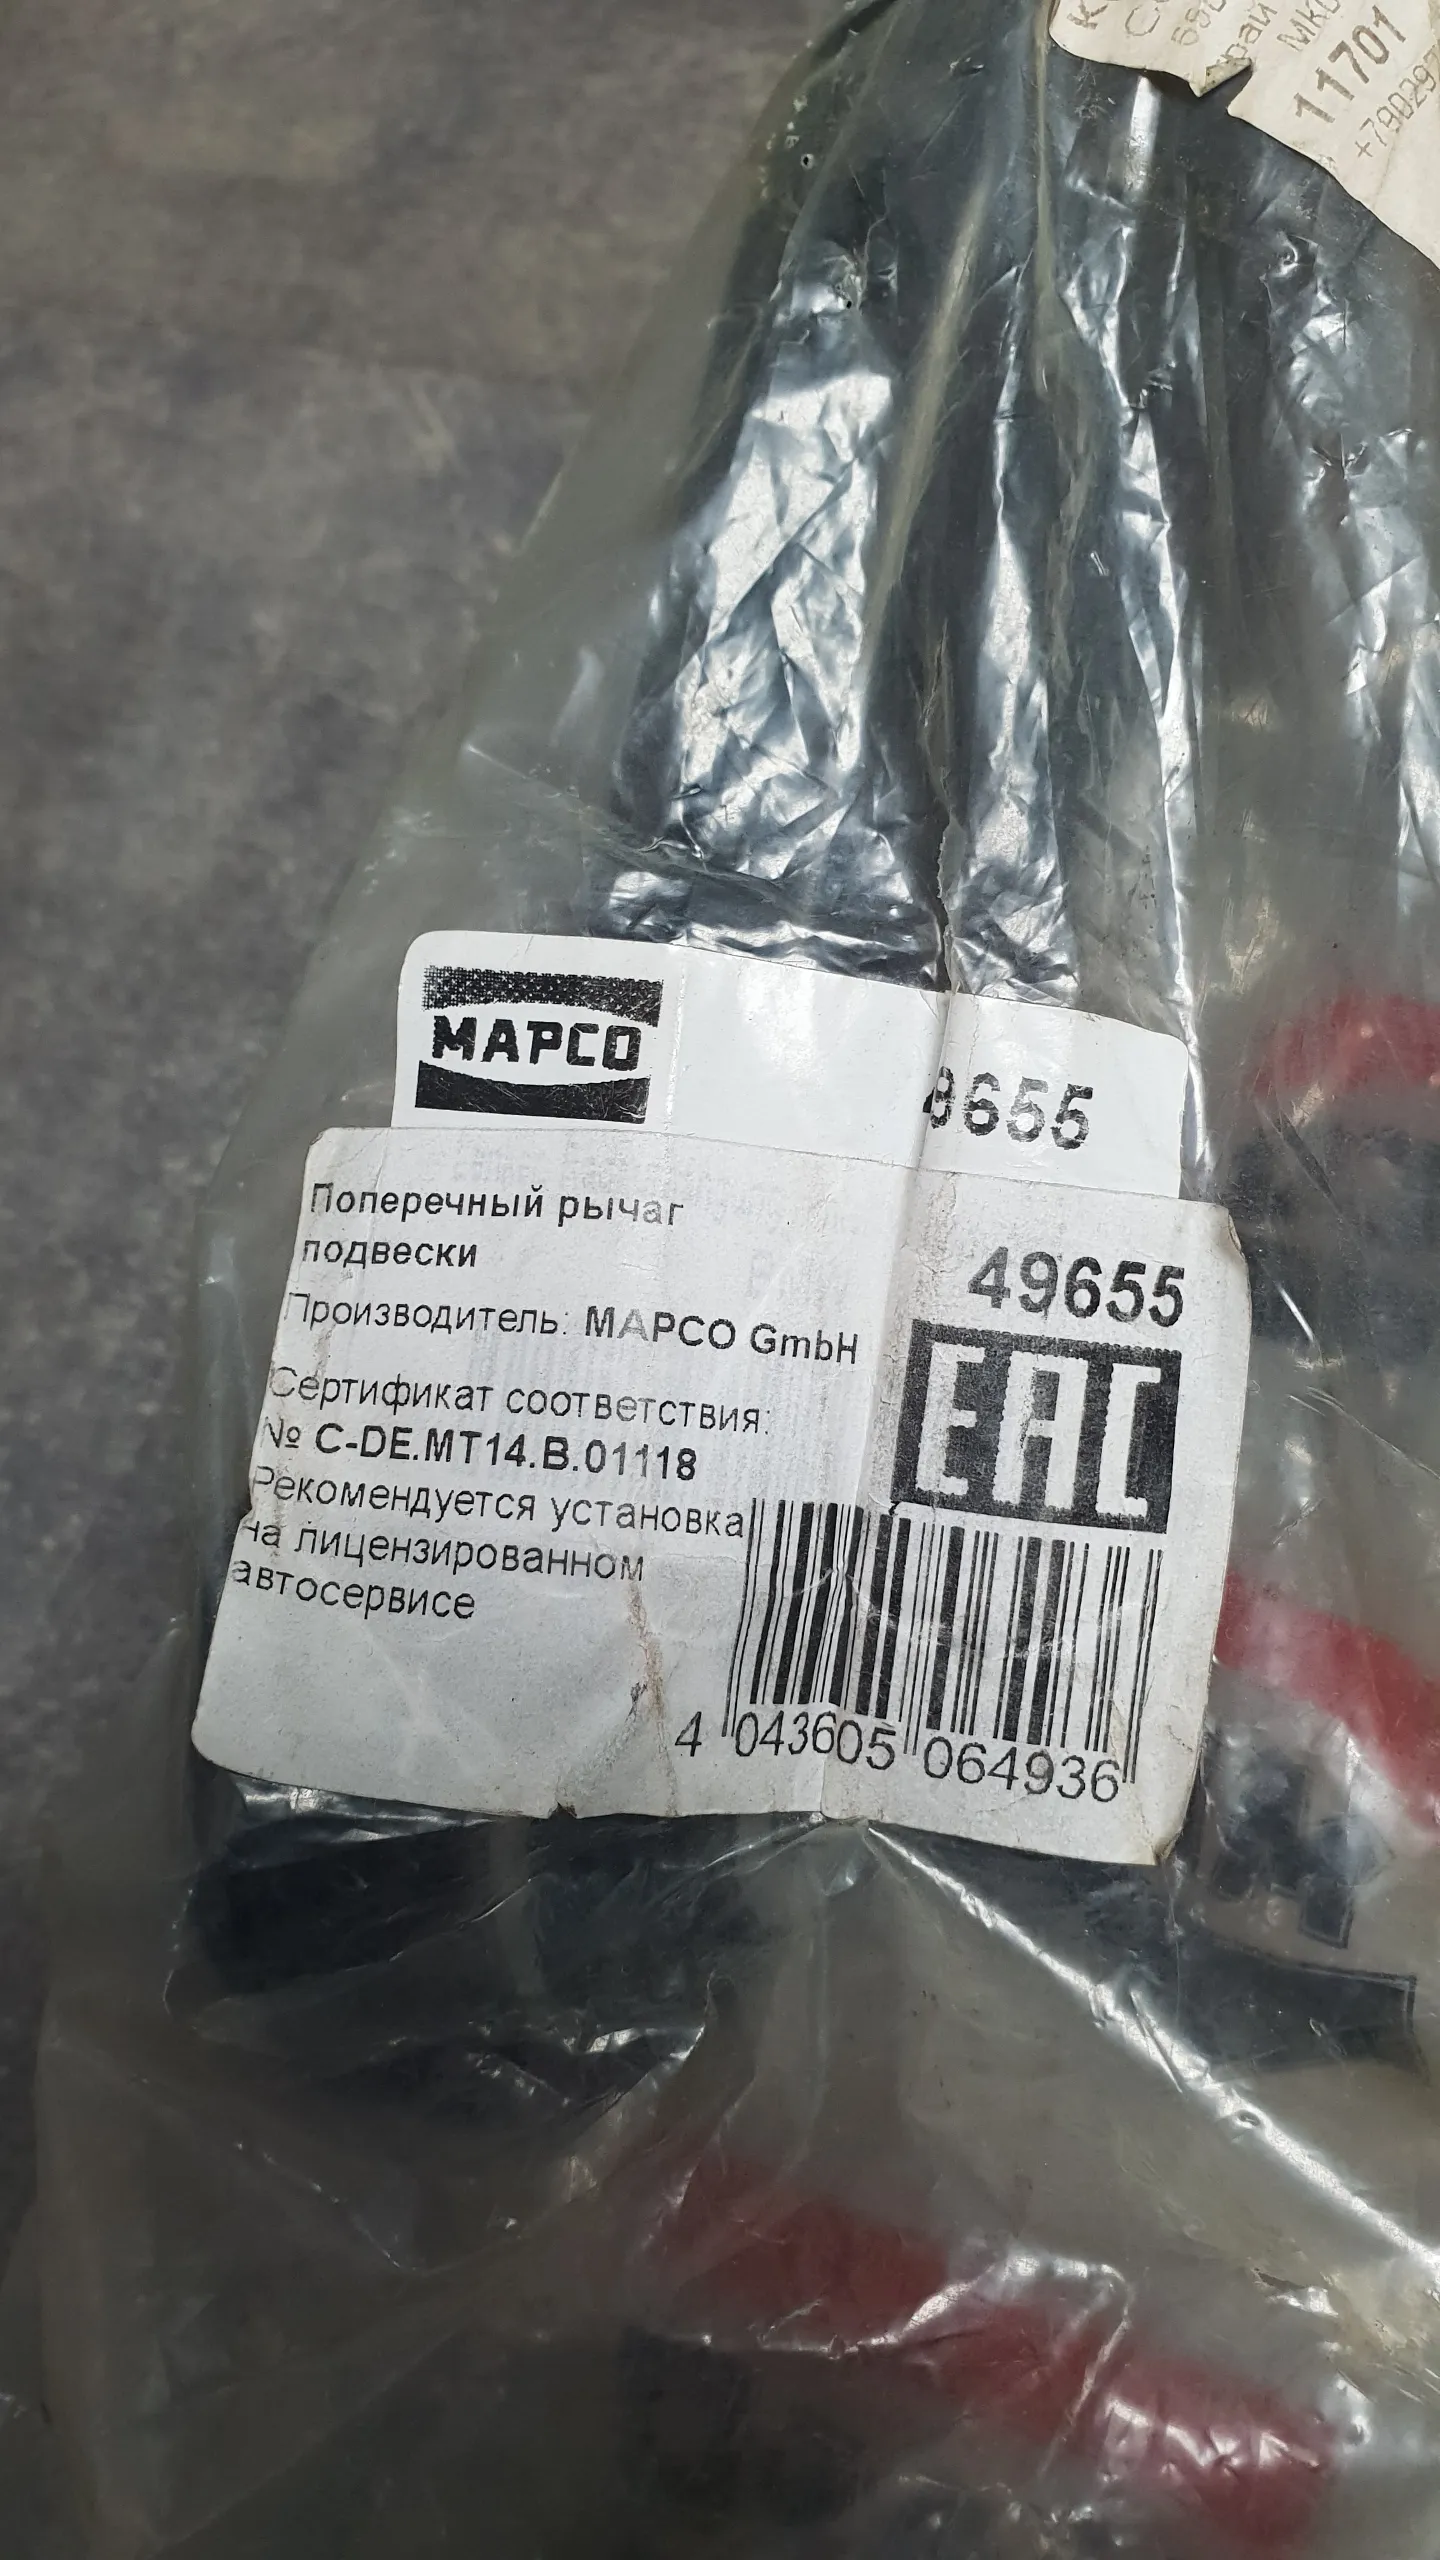 11701
MAPCO
49655
Поперечный рычаг
подвески
49655
Производитель: MAPCO GmbH
Сертификат соответствия:
№ C-DE.MT14.B.01118
Рекомендуется установка
на лицензированном
автосервисе
EAC
4 043605 064936